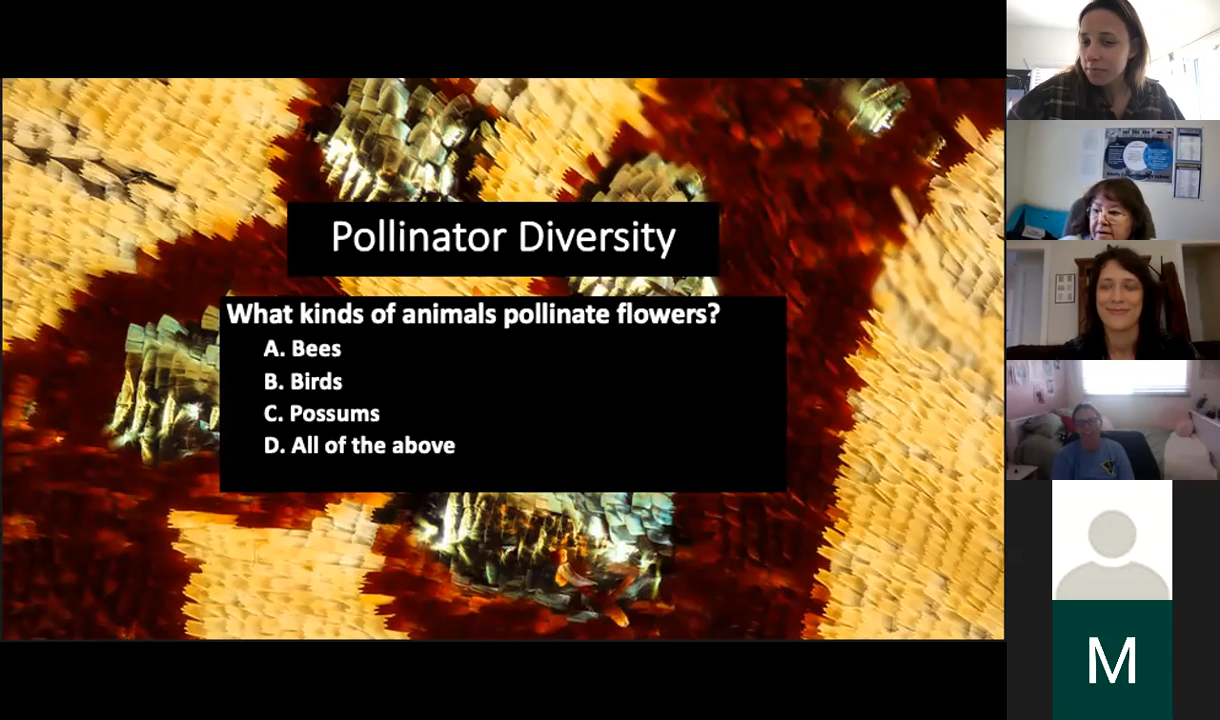 Pollinator Diversity
What kinds of animals pollinate flowers?
A. Bees
B. Birds
C. Possums
D. All of the above
M